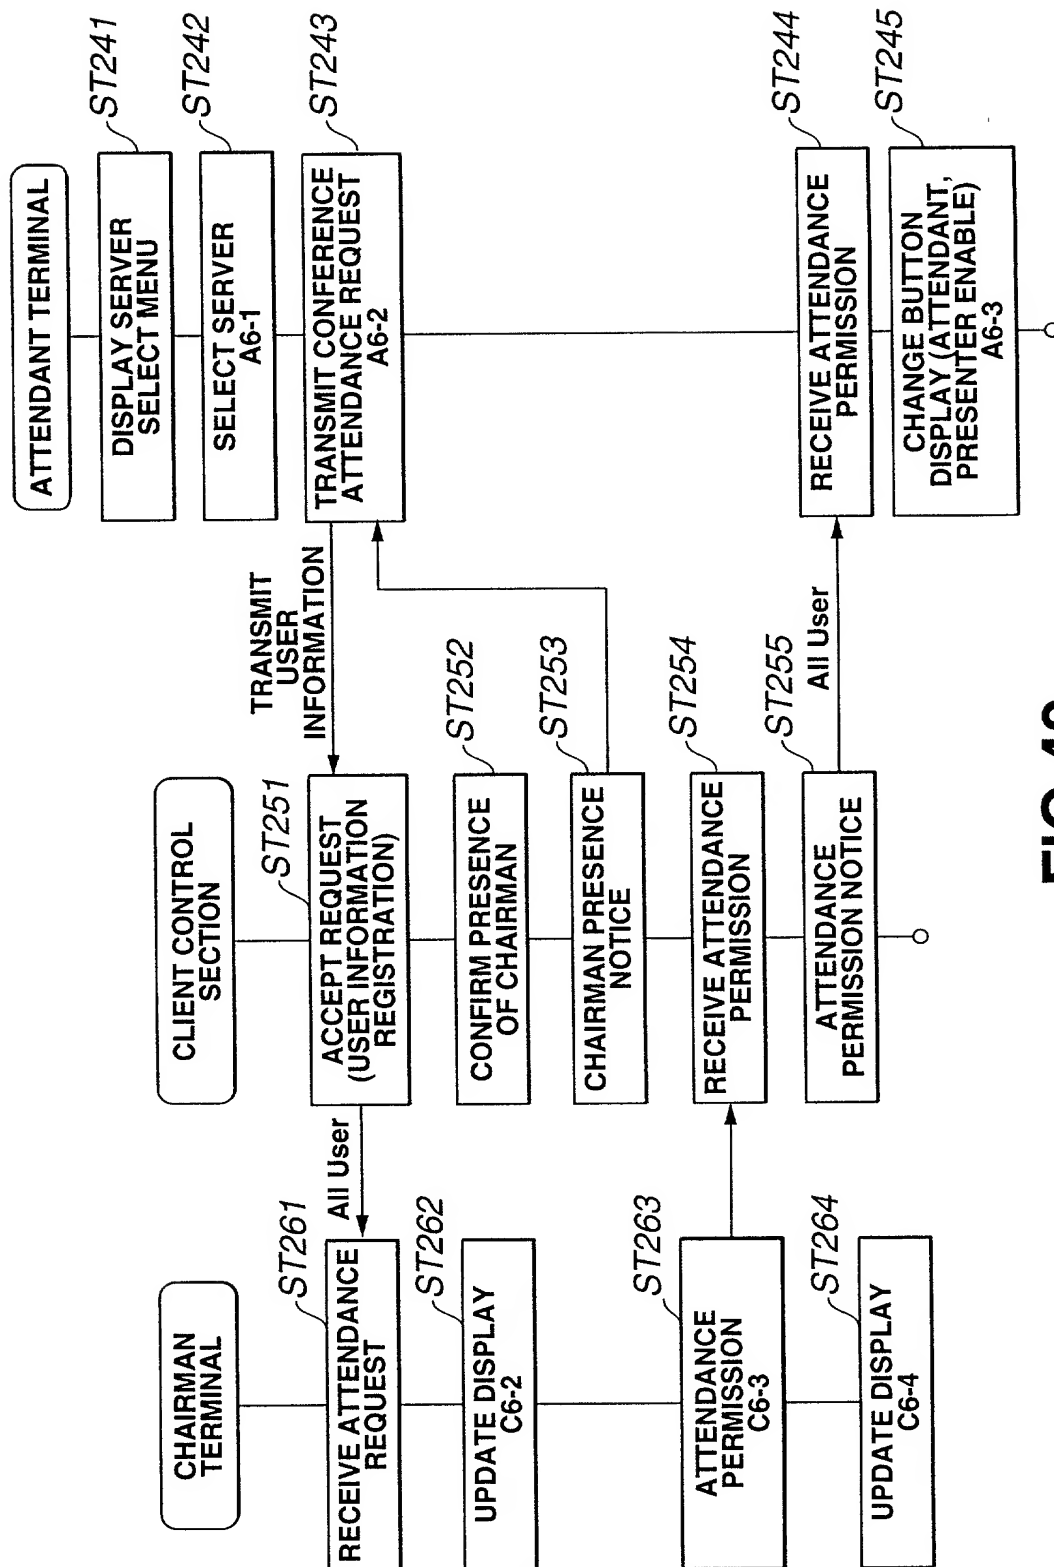 CHAIRMAN
TERMINAL
ST261
RECEIVE ATTENDANCE
REQUEST
ST262
UPDATE DISPLAY
C6-2
ST263
ATTENDANCE
PERMISSION
C6-3
ST264
UPDATE DISPLAY
C6-4
All User
CLIENT CONTROL
SECTION
ST251
ACCEPT REQUEST
(USER INFORMATION
REGISTRATION)
ST252
CONFIRM PRESENCE
OF CHAIRMAN
ST253
CHAIRMAN PRESENCE
NOTICE
ST254
RECEIVE ATTENDANCE
PERMISSION
ST255
ATTENDANCE
PERMISSION NOTICE
TRANSMIT
USER
INFORMATION
All User
ATTENDANT TERMINAL
ST241
DISPLAY SERVER
SELECT MENU
ST242
SELECT SERVER
A6-1
ST243
TRANSMIT CONFERENCE
ATTENDANCE REQUEST
A6-2
ST244
RECEIVE ATTENDANCE
PERMISSION
ST245
CHANGE BUTTON
DISPLAY (ATTENDANT,
PRESENTER ENABLE)
A6-3